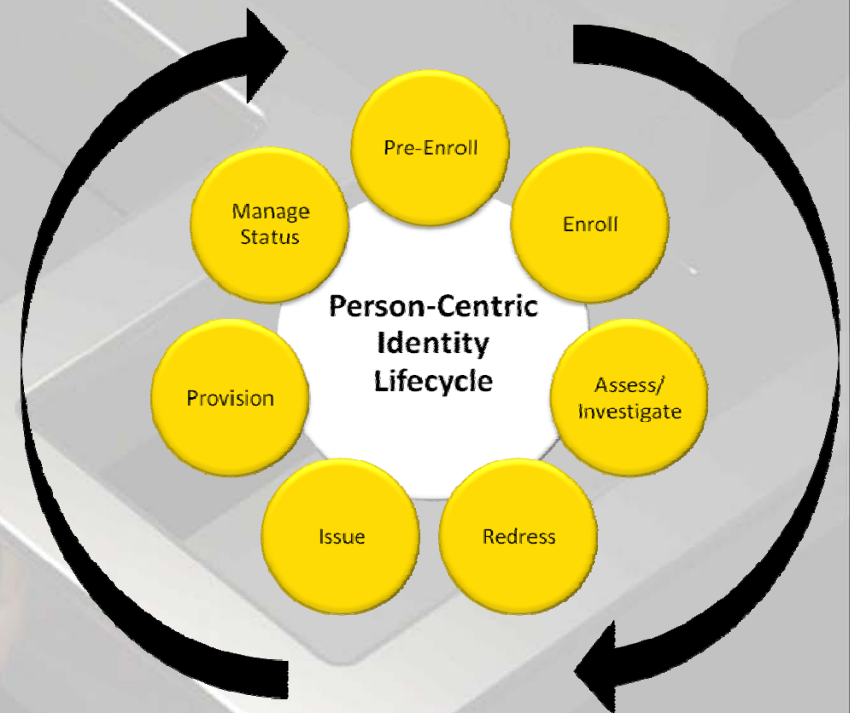 Pre-Enroll
Enroll
Assess/
Investigate
Redress
Issue
Provision
Manage
Status
Person-Centric
Identity
Lifecycle